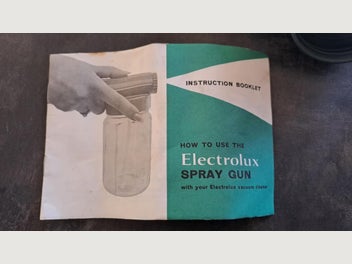 INSTRUCTION BOOKLET
HOW TO USE THE
Electrolux
SPRAY GUN
with your Electrolux vacuum cleaner